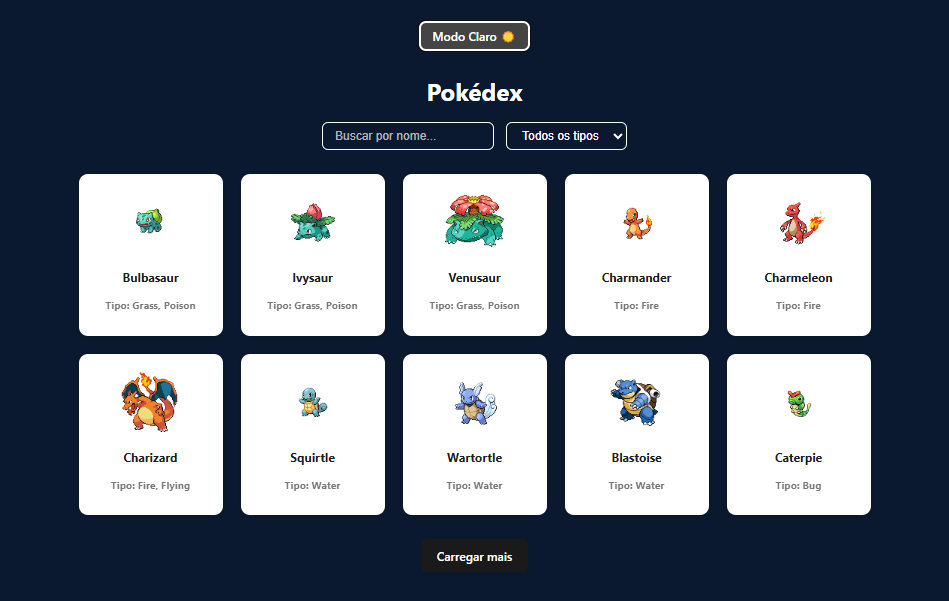 Modo Claro
Pokédex
Buscar por nome...
Todos os tipos
Bulbasaur
Tipo: Grass, Poison
Ivysaur
Tipo: Grass, Poison
Venusaur
Tipo: Grass, Poison
Charmander
Tipo: Fire
Charmeleon
Tipo: Fire
Charizard
Tipo: Fire, Flying
Squirtle
Tipo: Water
Wartortle
Tipo: Water
Blastoise
Tipo: Water
Caterpie
Tipo: Bug
Carregar mais